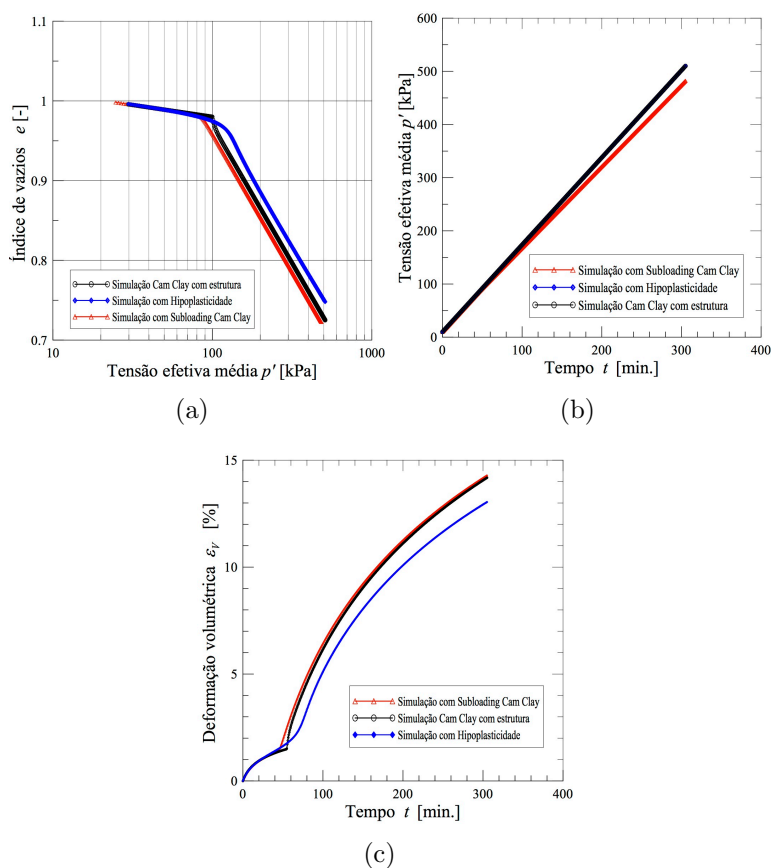 1.1
1
0.9
0.8
0.7
10
100
1000
Índice de vazios e [-]
Tensão efetiva média p' [kPa]
Simulação Cam Clay com estrutura
Simulação com Hipoplasticidade
Simulação com Subloading Cam Clay
(a)
600
500
400
300
200
100
0
0
100
200
300
400
Tensão efetiva média p' [kPa]
Tempo t [min.]
Simulação com Subloading Cam Clay
Simulação com Hipoplasticidade
Simulação Cam Clay com estrutura
(b)
15
10
5
0
0
100
200
300
400
Deformação volumétrica εV [%]
Tempo t [min.]
Simulação com Subloading Cam Clay
Simulação Cam Clay com estrutura
Simulação com Hipoplasticidade
(c)